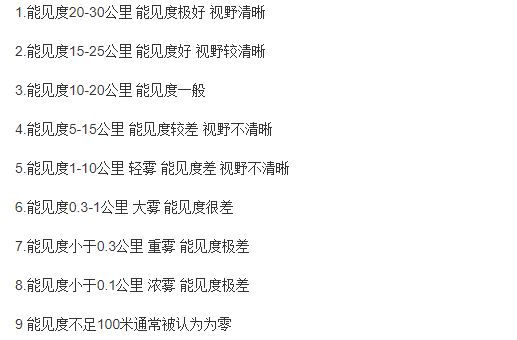 1.能见度20-30公里 能见度极好 视野清晰
2.能见度15-25公里 能见度好 视野较清晰
3.能见度10-20公里 能见度一般
4.能见度5-15公里 能见度较差 视野不清晰
5.能见度1-10公里 轻雾 能见度差 视野不清晰
6.能见度0.3-1公里 大雾 能见度很差
7.能见度小于0.3公里 重雾 能见度极差
8.能见度小于0.1公里 浓雾 能见度极差
9 能见度不足100米通常被认为为零